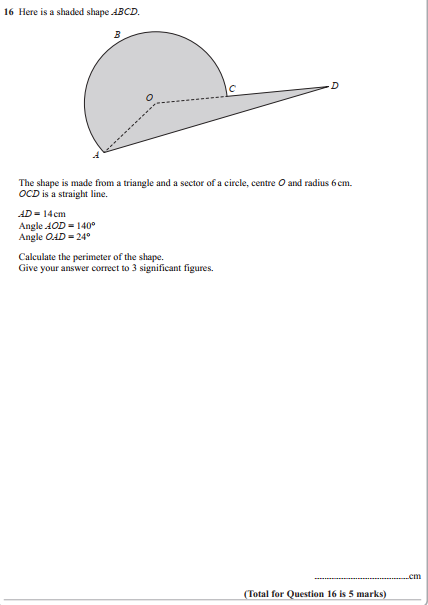 16 Here is a shaded shape ABCD.
B
O
C
D
A
The shape is made from a triangle and a sector of a circle, centre O and radius 6 cm.
OCD is a straight line.
AD = 14 cm
Angle AOD = 140°
Angle OAD = 24°
Calculate the perimeter of the shape.
Give your answer correct to 3 significant figures.
......................................cm
(Total for Question 16 is 5 marks)